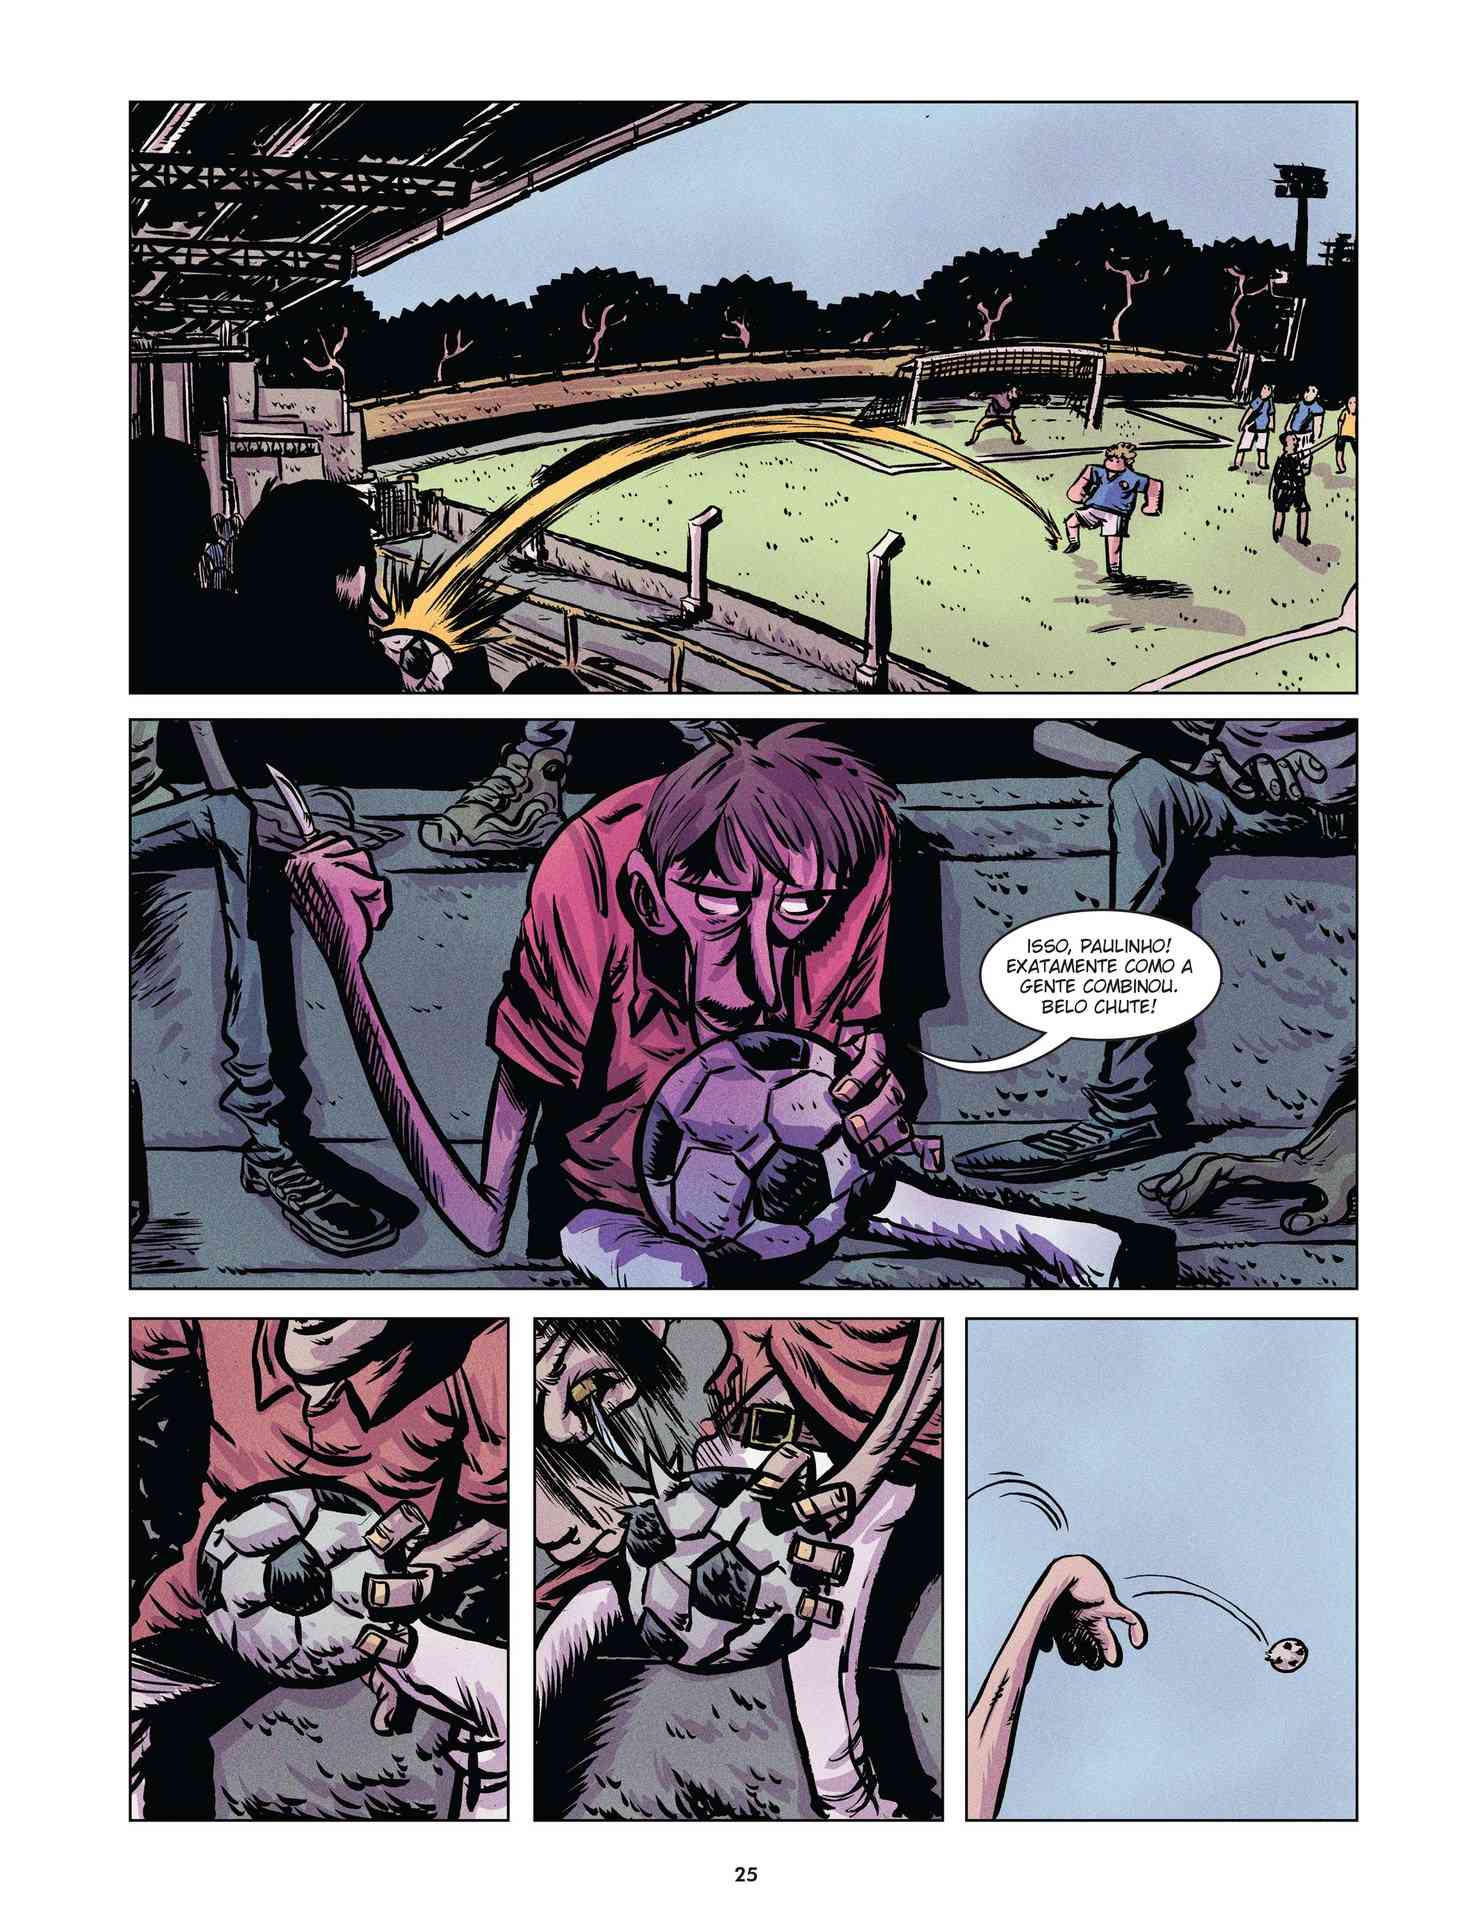 ISSO, PAULINHO!
EXATAMENTE COMO A
GENTE COMBINOU.
BELO CHUTE!
25